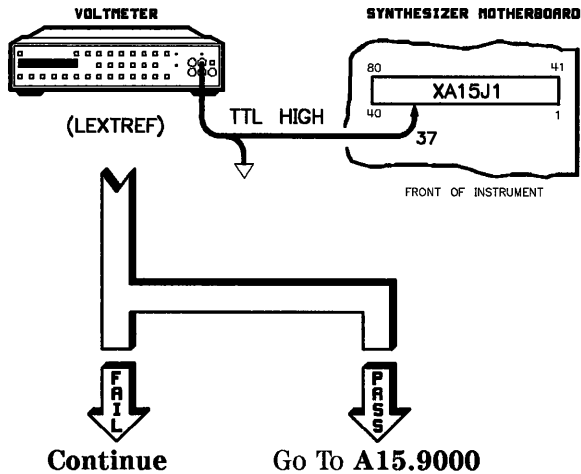 VOLTMETER
SYNTHESIZER MOTHERBOARD
80
41
XA15J1
40
1
37
TTL HIGH
(LEXTREF)
FRONT OF INSTRUMENT
FAIL
PASS
Continue
Go To A15.9000